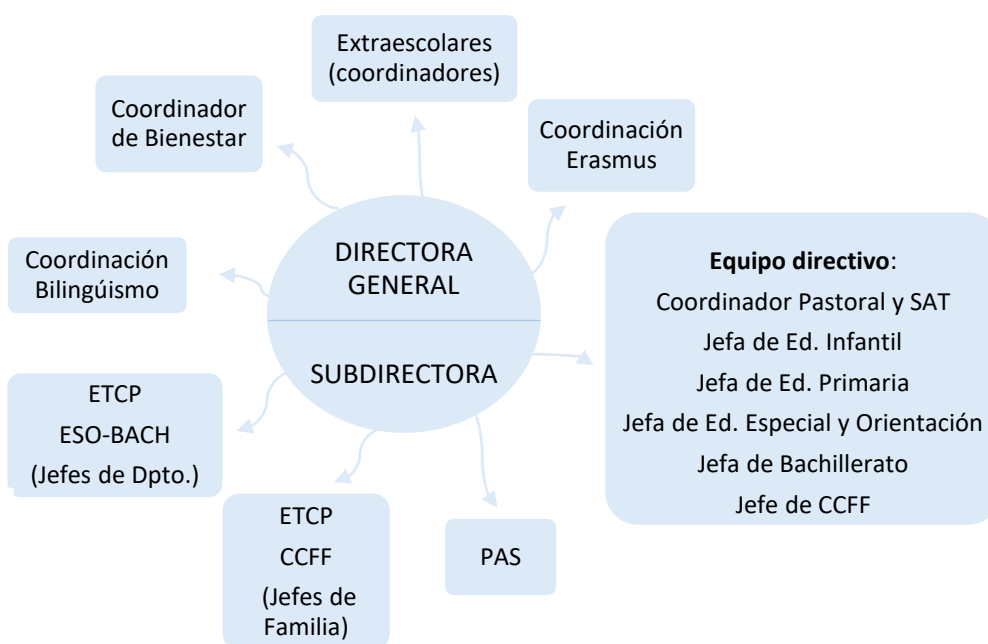 Extraescolares
(coordinadores)
Coordinador
de Bienestar
Coordinación
Erasmus
Coordinación
Bilingúismo
DIRECTORA
GENERAL
SUBDIRECTORA
Equipo directivo:
Coordinador Pastoral y SAT
Jefa de Ed. Infantil
Jefa de Ed. Primaria
Jefa de Ed. Especial y Orientación
Jefa de Bachillerato
Jefe de CCFF
ETCP
ESO-BACH
(Jefes de Dpto.)
ETCP
CCFF
(Jefes de
Familia)
PAS